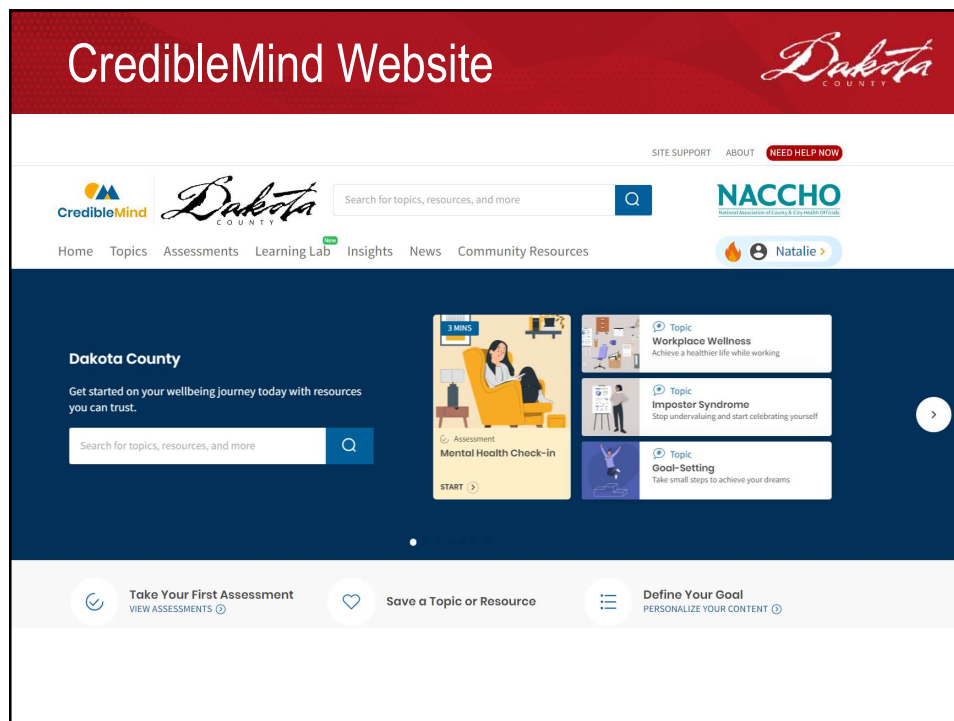 CredibleMind Website
Dakota
COUNTY
SITE SUPPORT ABOUT NEED HELP NOW
CredibleMind
Dakota
COUNTY
Search for topics, resources, and more
NACCHO
National Association of County & City Health Officials
Home Topics Assessments Learning Lab New Insights News Community Resources
Natalie >
Dakota County
Get started on your wellbeing journey today with resources
you can trust.
Search for topics, resources, and more
3 MINS
Assessment
Mental Health Check-in
START
Topic
Workplace Wellness
Achieve a healthier life while working
Topic
Imposter Syndrome
Stop undervaluing and start celebrating yourself
Topic
Goal-Setting
Take small steps to achieve your dreams
Take Your First Assessment
VIEW ASSESSMENTS
Save a Topic or Resource
Define Your Goal
PERSONALIZE YOUR CONTENT